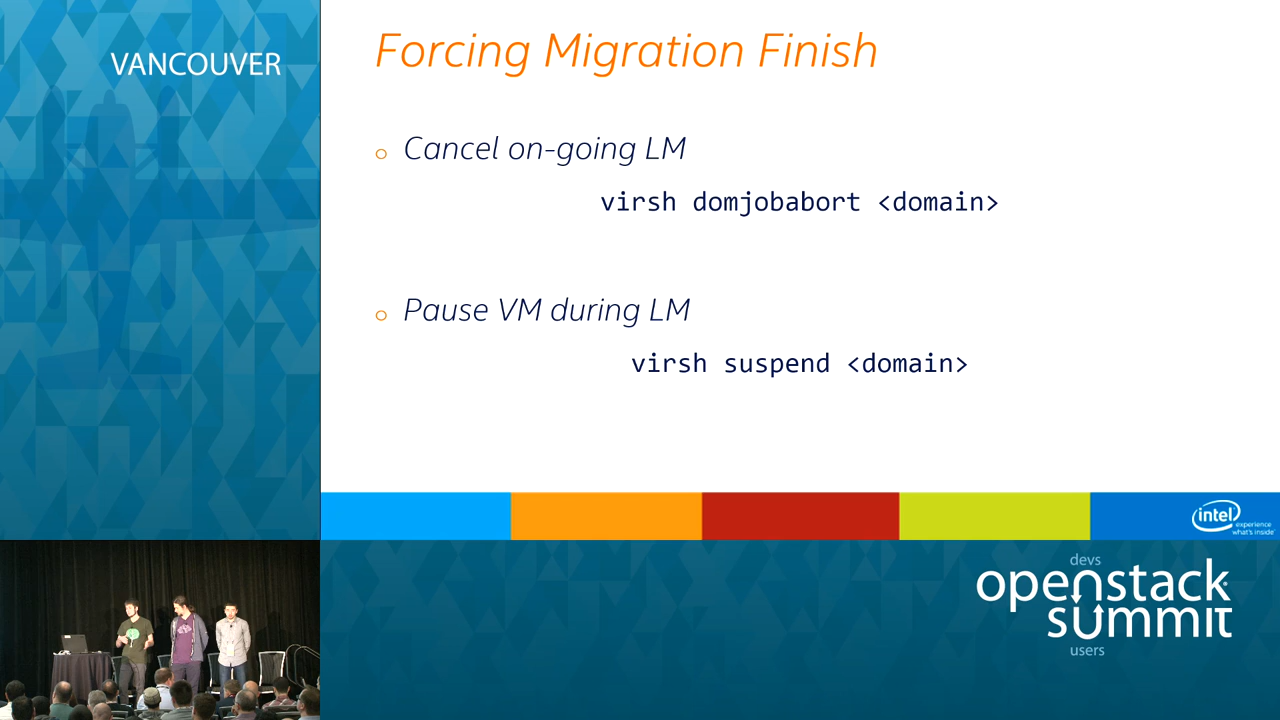 VANCOUVER
Forcing Migration Finish
o Cancel on-going LM
virsh domjobabort <domain>
o Pause VM during LM
virsh suspend <domain>
intel
experience
what's inside
devs
openstack
summit
users